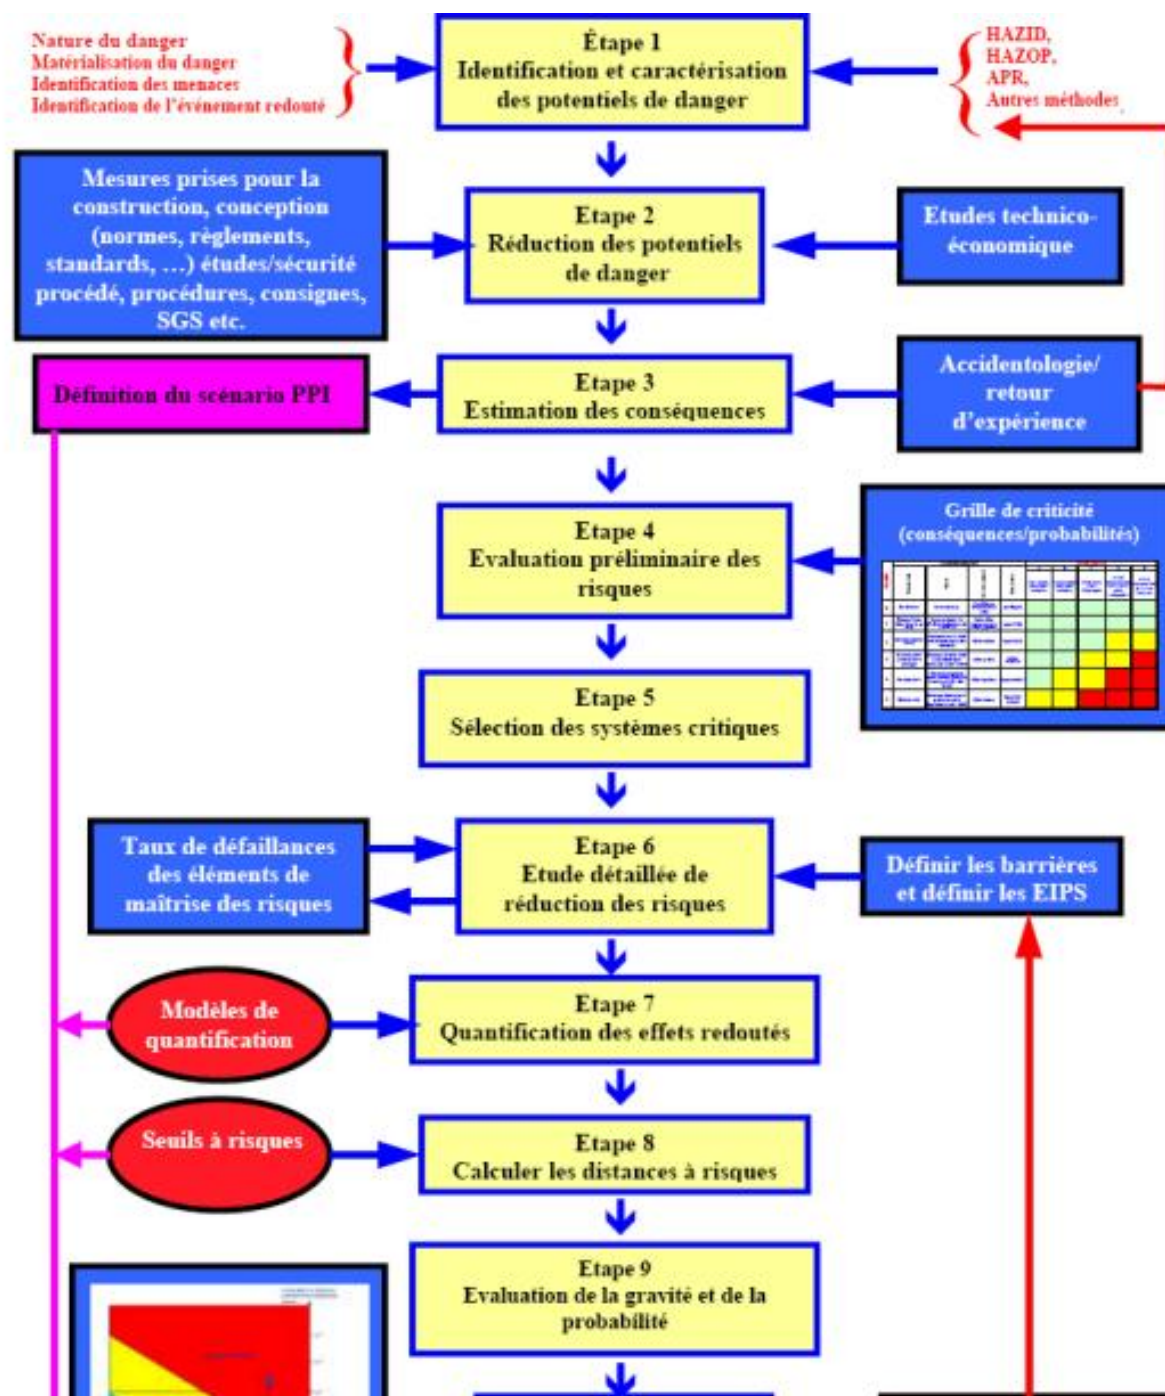 Nature du danger
Matérialisation du danger
Identification des menaces
Identification de l'événement redouté
Étape 1
Identification et caractérisation
des potentiels de danger
HAZID,
HAZOP,
APR,
Autres méthodes
Mesures prises pour la
construction, conception
(normes, règlements,
standards, …) études/sécurité
procédé, procédures, consignes,
SGS etc.
Etape 2
Réduction des potentiels
de danger
Etudes technico-
économique
Définition du scénario PPI
Etape 3
Estimation des conséquences
Accidentologie/
retour
d'expérience
Etape 4
Evaluation préliminaire des
risques
Grille de criticité
(conséquences/probabilités)
Etape 5
Sélection des systèmes critiques
Taux de défaillances
des éléments de
maîtrise des risques
Etape 6
Etude détaillée de
réduction des risques
Définir les barrières
et définir les EIPS
Modèles de
quantification
Etape 7
Quantification des effets redoutés
Seuils à risques
Etape 8
Calculer les distances à risques
Etape 9
Evaluation de la gravité et de la
probabilité